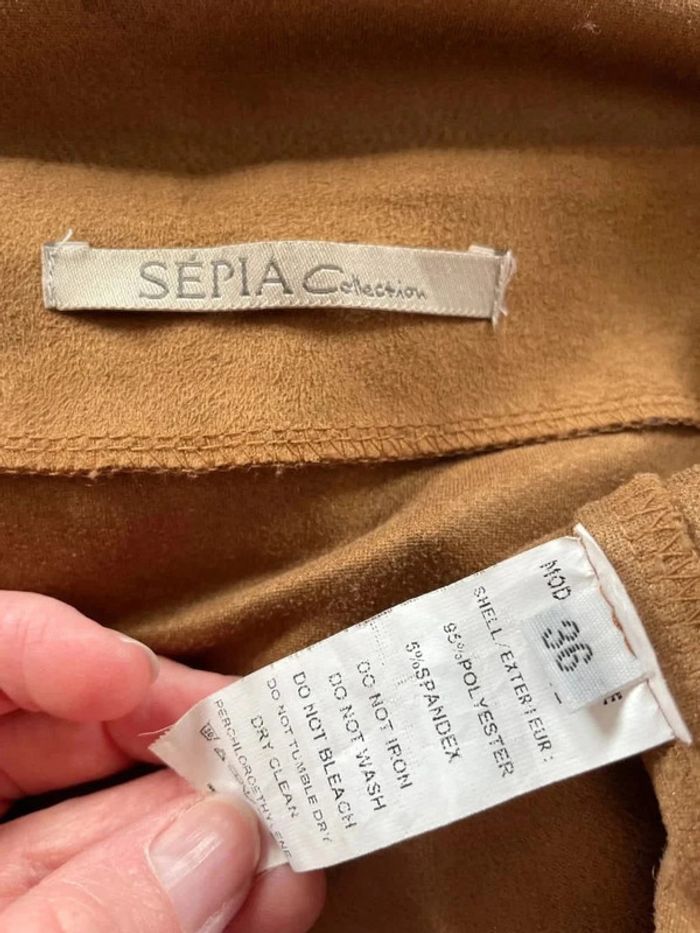 SÉPIA Collection
MOD
36
SHELL/EXTERIEUR:
95%POLYESTER
5%SPANDEX
DO NOT IRON
DO NOT WASH
DO NOT BLEACH
DO NOT TUMBLE DRY
DRY CLEAN
PERCHLOROETHYLENE